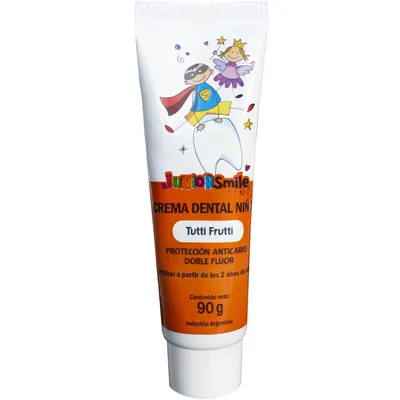 JUNIORSmile
CREMA DENTAL NIÑ
Tutti Frutti
PROTECCIÓN ANTICARIES
DOBLE FLUOR
a partir de los 2 años de
Contenido neto:
90 g
Industria Argentina